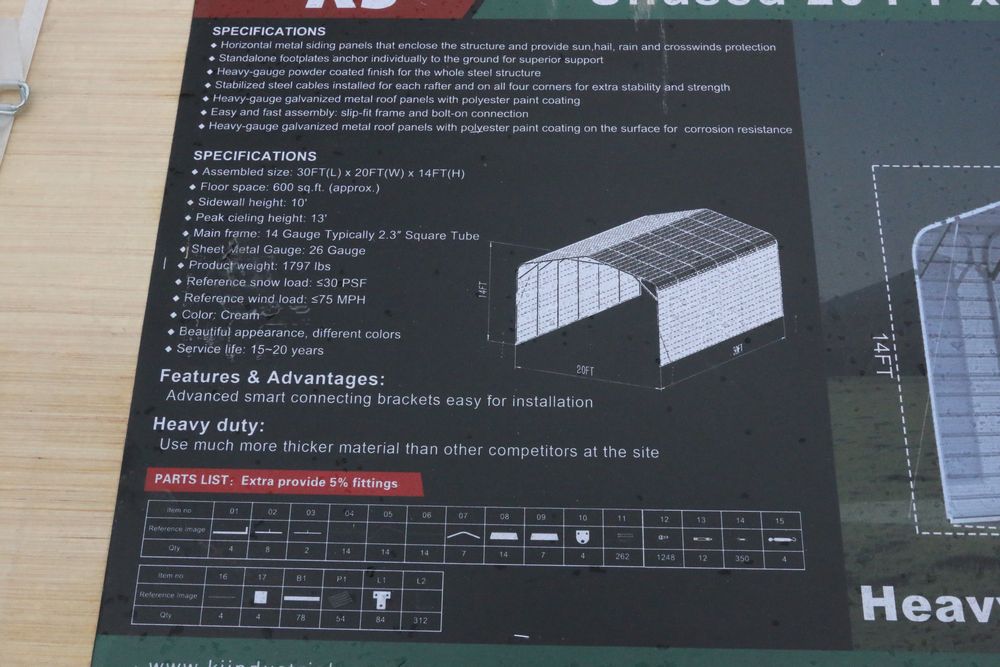 KJ
SPECIFICATIONS
◆ Horizontal metal siding panels that enclose the structure and provide sun,hail, rain and crosswinds protection
◆ Standalone footplates anchor individually to the ground for superior support
◆ Heavy-gauge powder coated finish for the whole steel structure
◆ Stabilized steel cables installed for each rafter and on all four corners for extra stability and strength
◆ Heavy-gauge galvanized metal roof panels with polyester paint coating
◆ Easy and fast assembly: slip-fit frame and bolt-on connection
◆ Heavy-gauge galvanized metal roof panels with polyester paint coating on the surface for corrosion resistance
SPECIFICATIONS
◆ Assembled size: 30FT(L) x 20FT(W) x 14FT(H)
◆ Floor space: 600 sq.ft. (approx.)
◆ Sidewall height: 10'
◆ Peak cieling height: 13'
◆ Main frame: 14 Gauge Typically 2.3" Square Tube
◆ Sheet Metal Gauge: 26 Gauge
◆ Product weight: 1797 lbs
◆ Reference snow load: ≤30 PSF
◆ Reference wind load: ≤75 MPH
◆ Color: Cream
◆ Beautiful appearance, different colors
◆ Service life: 15~20 years
14FT
20FT
30FT
14FT
Features & Advantages:
Advanced smart connecting brackets easy for installation
Heavy duty:
Use much more thicker material than other competitors at the site
PARTS LIST: Extra provide 5% fittings
Item no 01 02 03 04 05 06 07 08 09 10 11 12 13 14 15
Reference image
Qty 4 8 2 14 14 14 7 14 7 4 262 1248 12 350 4
Item no 16 17 B1 P1 L1 L2
Reference image
Qty 4 4 78 54 84 312
Heavy